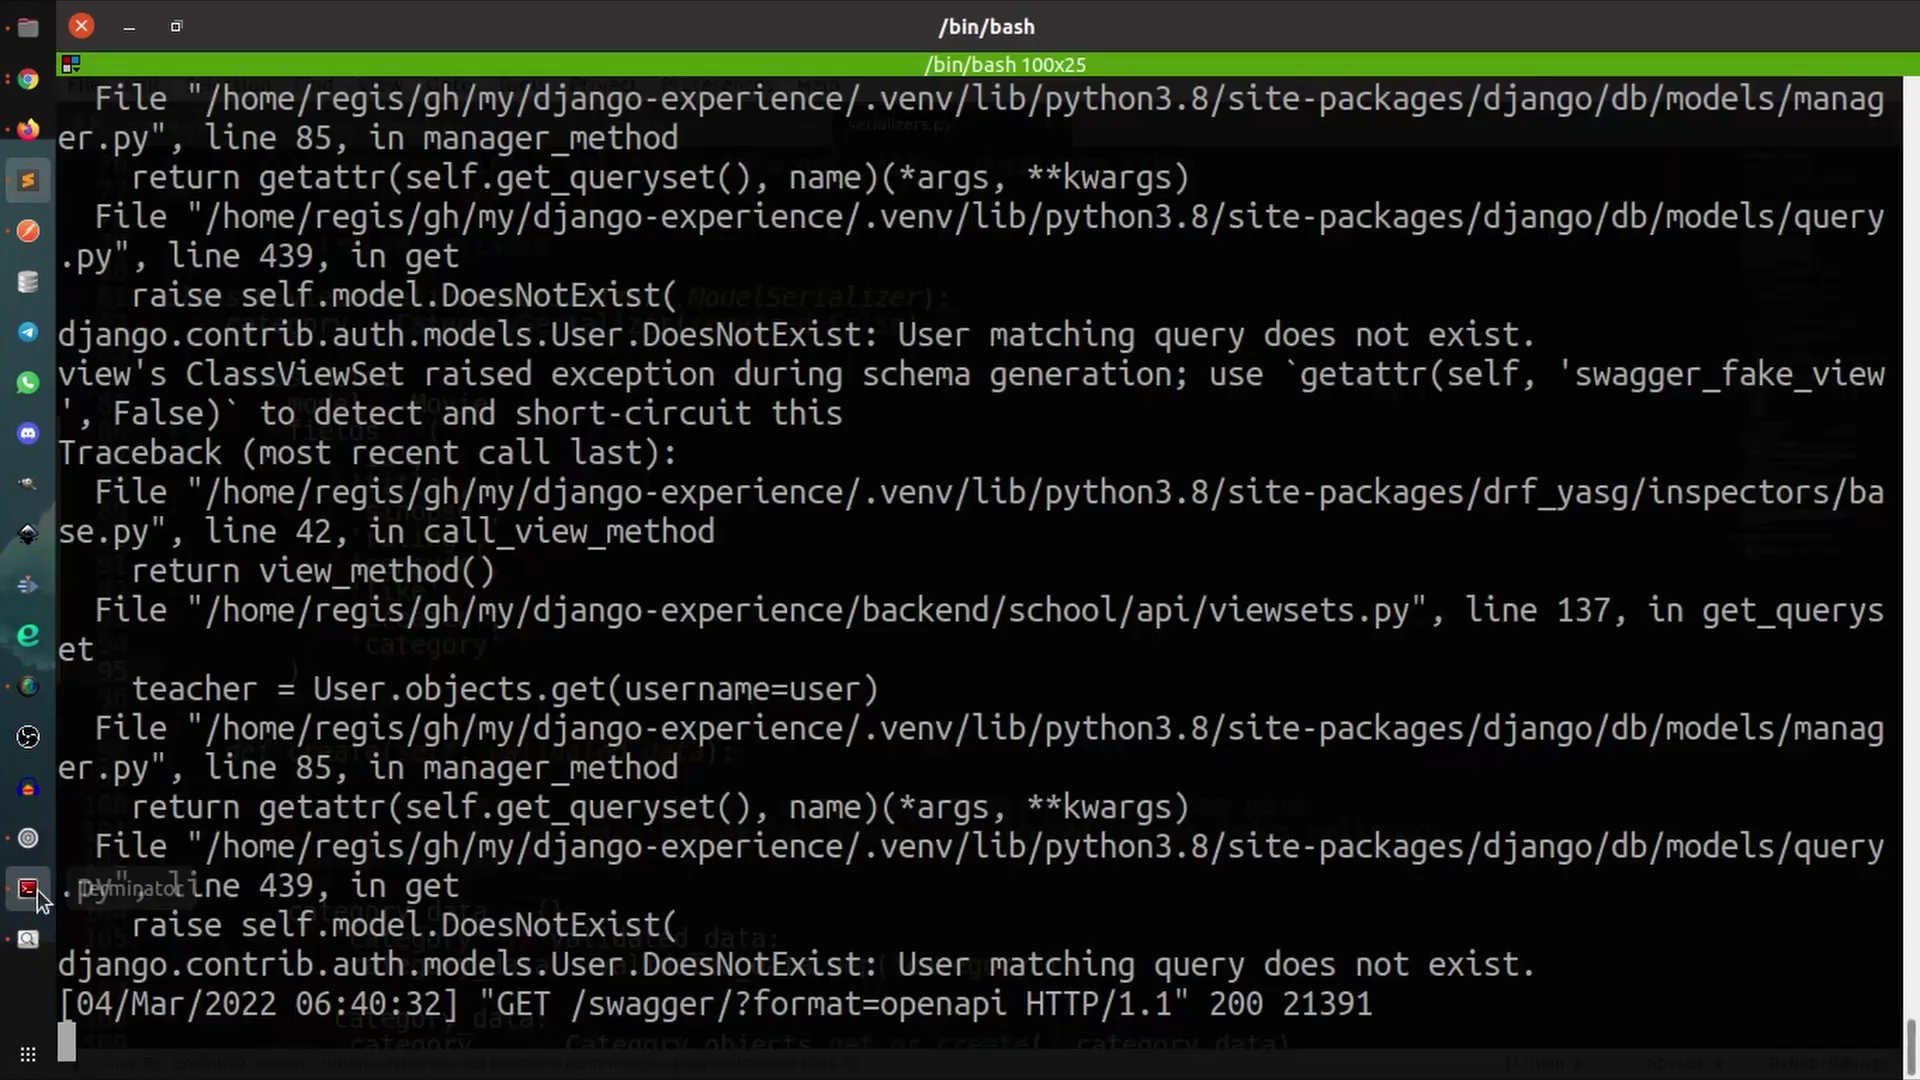 /bin/bash
/bin/bash 100x25
File "/home/regis/gh/my/django-experience/.venv/lib/python3.8/site-packages/django/db/models/manag
er.py", line 85, in manager_method
return getattr(self.get_queryset(), name)(*args, **kwargs)
File "/home/regis/gh/my/django-experience/.venv/lib/python3.8/site-packages/django/db/models/query
.py", line 439, in get
raise self.model.DoesNotExist(
django.contrib.auth.models.User.DoesNotExist: User matching query does not exist.
view's ClassViewSet raised exception during schema generation; use `getattr(self, 'swagger_fake_view
', False)` to detect and short-circuit this
Traceback (most recent call last):
File "/home/regis/gh/my/django-experience/.venv/lib/python3.8/site-packages/drf_yasg/inspectors/ba
se.py", line 42, in call_view_method
return view_method()
File "/home/regis/gh/my/django-experience/backend/school/api/viewsets.py", line 137, in get_querys
et
teacher = User.objects.get(username=user)
File "/home/regis/gh/my/django-experience/.venv/lib/python3.8/site-packages/django/db/models/manag
er.py", line 85, in manager_method
return getattr(self.get_queryset(), name)(*args, **kwargs)
File "/home/regis/gh/my/django-experience/.venv/lib/python3.8/site-packages/django/db/models/query
.py", line 439, in get
Terminator
raise self.model.DoesNotExist(
django.contrib.auth.models.User.DoesNotExist: User matching query does not exist.
[04/Mar/2022 06:40:32] "GET /swagger/?format=openapi HTTP/1.1" 200 21391